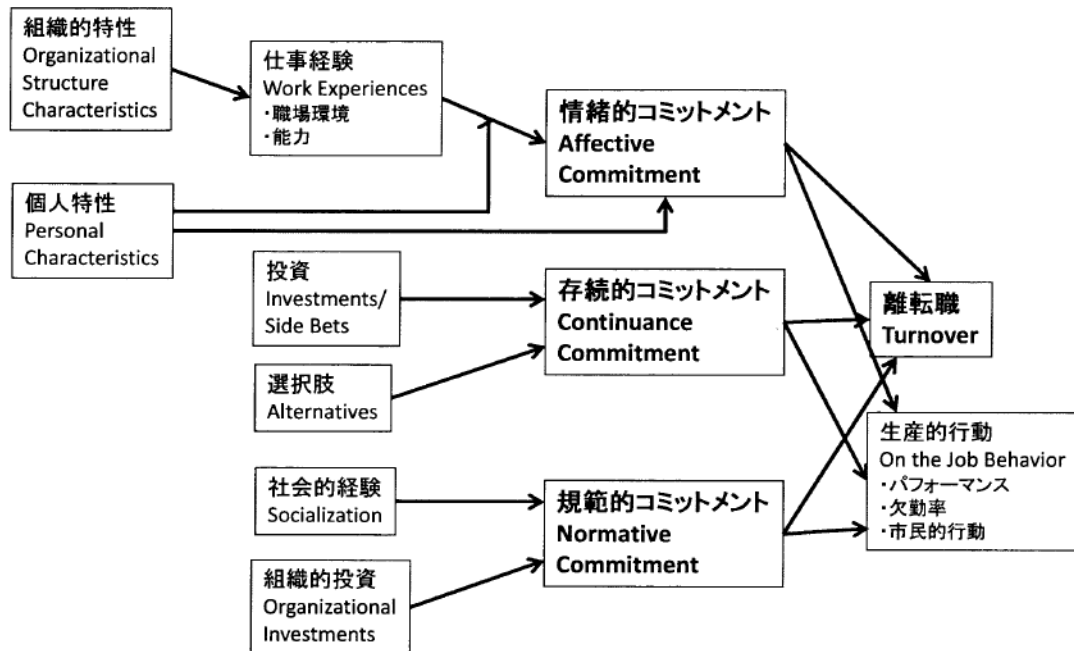 組織的特性
Organizational
Structure
Characteristics
仕事経験
Work Experiences
・職場環境
・能力
情緒的コミットメント
Affective
Commitment
個人特性
Personal
Characteristics
投資
Investments/
Side Bets
存続的コミットメント
Continuance
Commitment
離転職
Turnover
選択肢
Alternatives
生産的行動
On the Job Behavior
・パフォーマンス
・欠勤率
・市民的行動
社会的経験
Socialization
規範的コミットメント
Normative
Commitment
組織的投資
Organizational
Investments